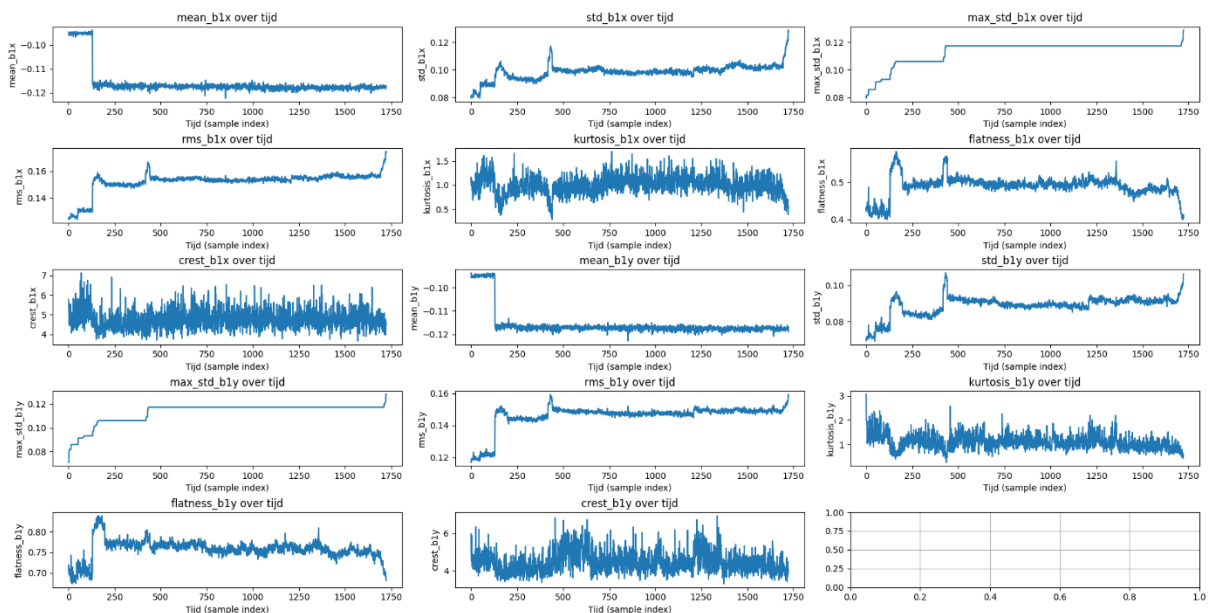 mean_b1x over tijd
std_b1x over tijd
max_std_b1x over tijd
mean_b1x
−0.10
−0.11
−0.12
0 250 500 750 1000 1250 1500 1750
Tijd (sample index)
std_b1x
0.12
0.10
0.08
0 250 500 750 1000 1250 1500 1750
Tijd (sample index)
max_std_b1x
0.12
0.10
0.08
0 250 500 750 1000 1250 1500 1750
Tijd (sample index)
rms_b1x over tijd
kurtosis_b1x over tijd
flatness_b1x over tijd
rms_b1x
0.16
0.14
0 250 500 750 1000 1250 1500 1750
Tijd (sample index)
kurtosis_b1x
1.5
1.0
0.5
0 250 500 750 1000 1250 1500 1750
Tijd (sample index)
flatness_b1x
0.5
0.4
0 250 500 750 1000 1250 1500 1750
Tijd (sample index)
crest_b1x over tijd
mean_b1y over tijd
std_b1y over tijd
crest_b1x
7
6
5
4
0 250 500 750 1000 1250 1500 1750
Tijd (sample index)
mean_b1y
−0.10
−0.11
−0.12
0 250 500 750 1000 1250 1500 1750
Tijd (sample index)
std_b1y
0.10
0.08
0 250 500 750 1000 1250 1500 1750
Tijd (sample index)
max_std_b1y over tijd
rms_b1y over tijd
kurtosis_b1y over tijd
max_std_b1y
0.12
0.10
0.08
0 250 500 750 1000 1250 1500 1750
Tijd (sample index)
rms_b1y
0.16
0.14
0.12
0 250 500 750 1000 1250 1500 1750
Tijd (sample index)
kurtosis_b1y
3
2
1
0 250 500 750 1000 1250 1500 1750
Tijd (sample index)
flatness_b1y over tijd
crest_b1y over tijd
flatness_b1y
0.80
0.75
0.70
0 250 500 750 1000 1250 1500 1750
Tijd (sample index)
crest_b1y
6
4
0 250 500 750 1000 1250 1500 1750
Tijd (sample index)
1.00
0.75
0.50
0.25
0.00
0.0 0.2 0.4 0.6 0.8 1.0